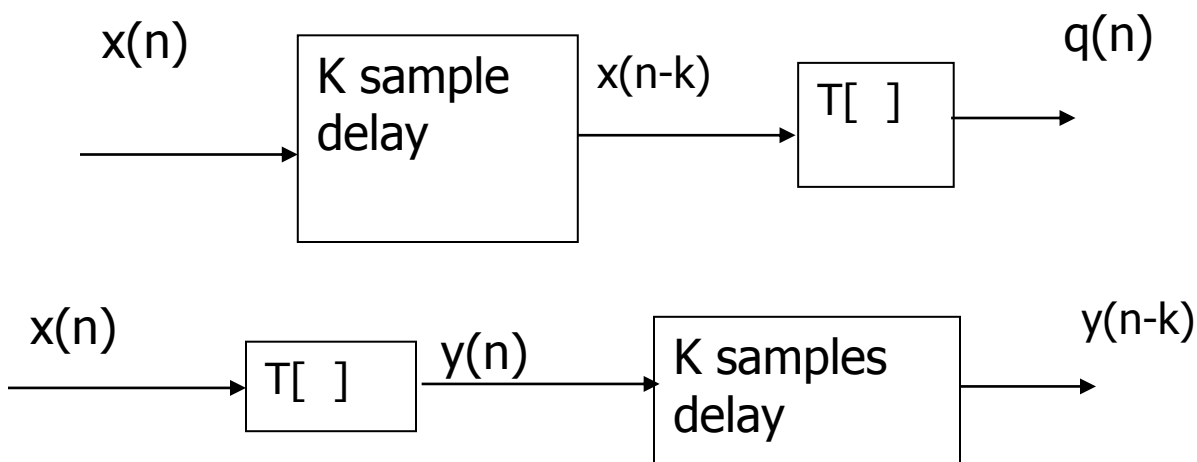 x(n)
K sample
delay
x(n-k)
T[ ]
q(n)
x(n)
T[ ]
y(n)
K samples
delay
y(n-k)